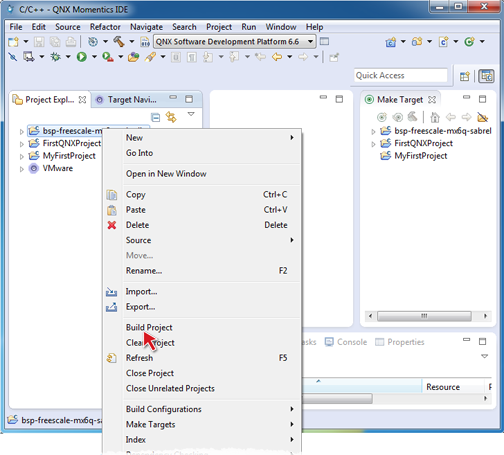 C/C++ - QNX Momentics IDE
File Edit Source Refactor Navigate Search Project Run Window Help
QNX Software Development Platform 6.6
Quick Access
Project Expl... Target Navi...
Make Target
bsp-freescale-m
FirstQNXProject
MyFirstProject
VMware
bsp-freescale-mx6q-sabrel
FirstQNXProject
MyFirstProject
New
Go Into
Open in New Window
Copy Ctrl+C
Paste Ctrl+V
Delete Delete
Source
Move...
Rename... F2
Import...
Export...
Build Project
Clean Project
Refresh F5
Close Project
Close Unrelated Projects
Build Configurations
Make Targets
Index
asks Console Properties
Resource P
bsp-freescale-mx6q-sab